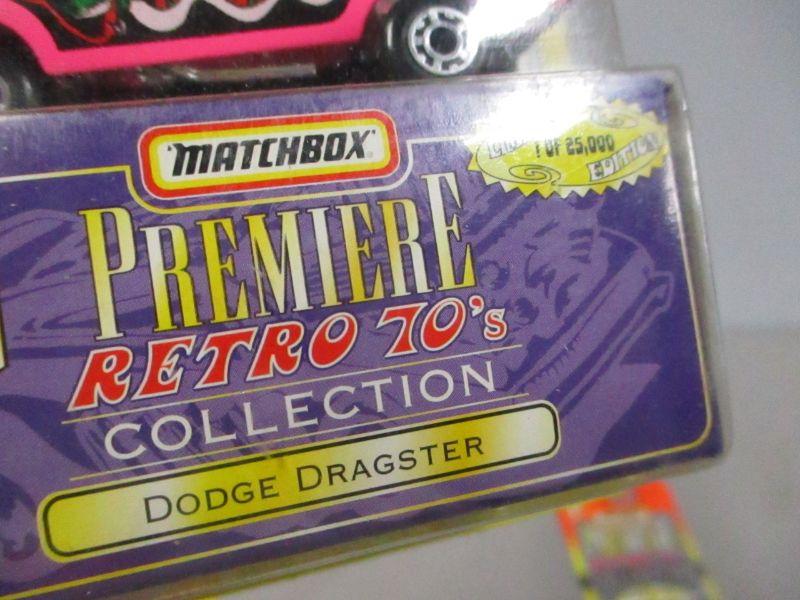 MATCHBOX
1 OF 25,000
EDITION
PREMIERE
RETRO 70's
COLLECTION
DODGE DRAGSTER